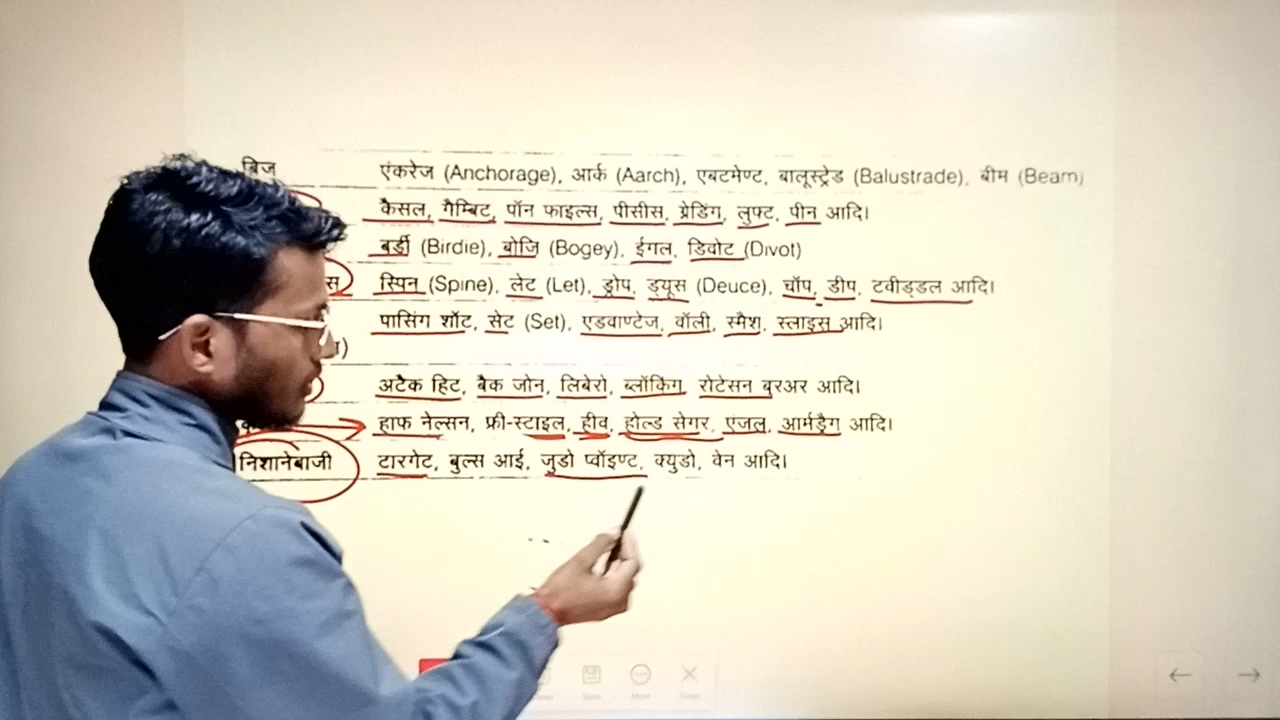 ब्रिज एंकरेज (Anchorage), आर्क (Aarch), एबटमेण्ट, बालूस्ट्रेड (Balustrade), बीम (Beam)
कैसल, गैम्बिट, पॉन फाइल्स, पीसीस, प्रेडिंग, लुफ्ट, पीन आदि।
बर्डी (Birdie), बोजि (Bogey), ईगल, डिवोट (Divot)
स स्पिन (Spine), लेट (Let), ड्रोप, ड्यूस (Deuce), चॉप, डीप, टवीड्डल आदि।
पासिंग शॉट, सेट (Set), एडवाण्टेज, वॉली, स्मैश, स्लाइस आदि।
अटैक हिट, बैक जोन, लिबेरो, ब्लॉकिंग, रोटेसन बुरअर आदि।
हाफ नेल्सन, फ्री-स्टाइल, हीव, होल्ड सेगर, एंजल, आर्मड्रैग आदि।
निशानेबाजी टारगेट, बुल्स आई, जुडो प्वॉइण्ट, क्युडो, वेन आदि।